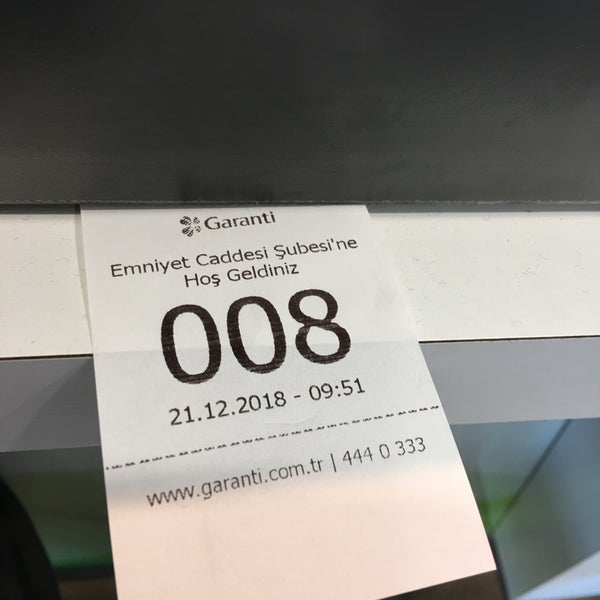 Garanti
Emniyet Caddesi Şubesi'ne
Hoş Geldiniz
008
21.12.2018 - 09:51
www.garanti.com.tr | 444 0 333